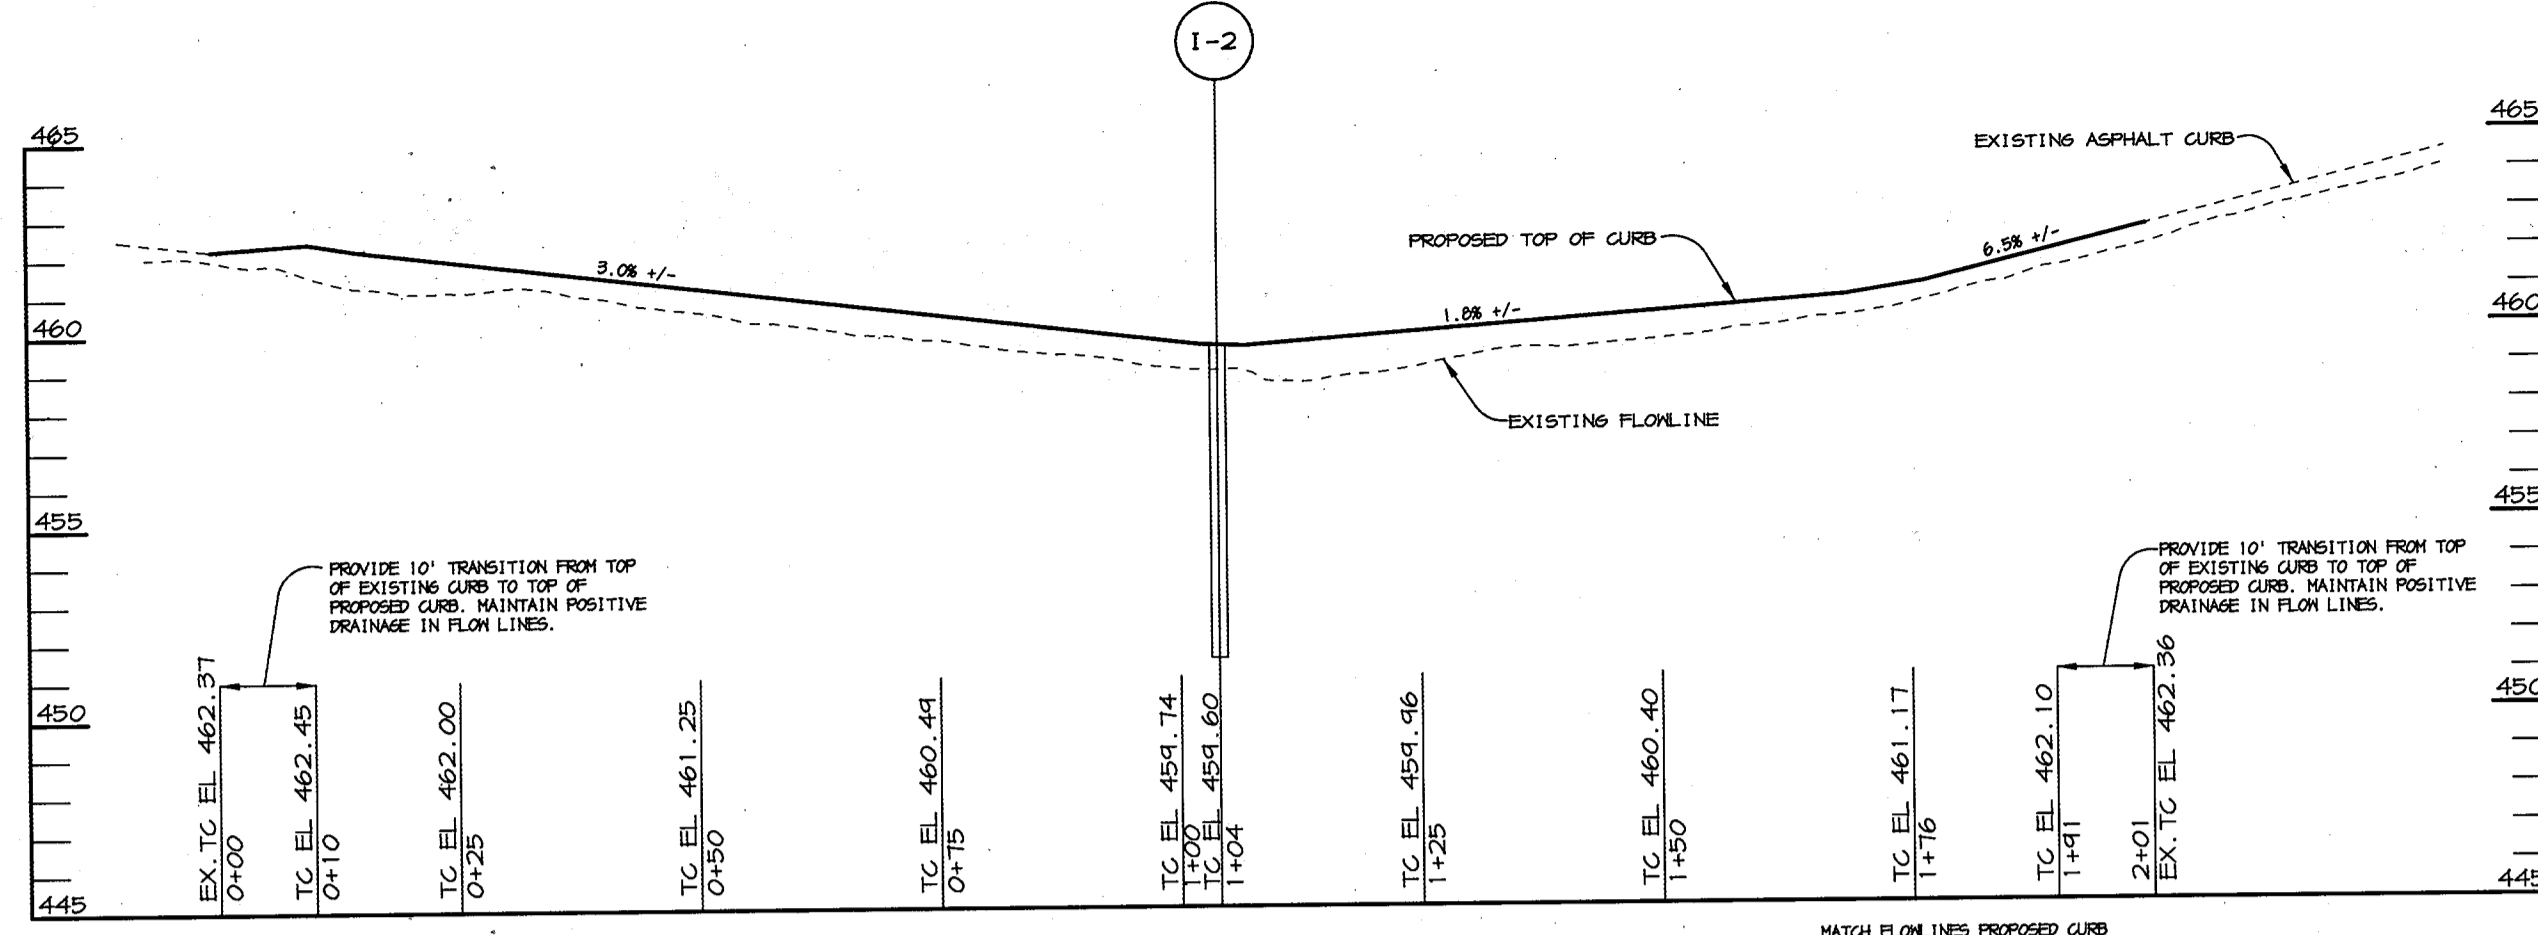 I-2
465
465
EXISTING ASPHALT CURB
PROPOSED TOP OF CURB
6.5% +/-
3.0% +/-
1.8% +/-
460
460
EXISTING FLOWLINE
455
455
PROVIDE 10' TRANSITION FROM TOP
OF EXISTING CURB TO TOP OF
PROPOSED CURB. MAINTAIN POSITIVE
DRAINAGE IN FLOW LINES.
PROVIDE 10' TRANSITION FROM TOP
OF EXISTING CURB TO TOP OF
PROPOSED CURB. MAINTAIN POSITIVE
DRAINAGE IN FLOW LINES.
450
450
EX. TC EL 462.37
0+00
TC EL 462.45
0+10
TC EL 462.00
0+25
TC EL 461.25
0+50
TC EL 460.49
0+75
TC EL 459.74
1+00
TC EL 459.60
1+04
TC EL 459.96
1+25
TC EL 460.40
1+50
TC EL 461.17
1+76
TC EL 462.10
1+91
2+01
EX. TC EL 462.36
445
445
MATCH FLOWLINES PROPOSED CURB